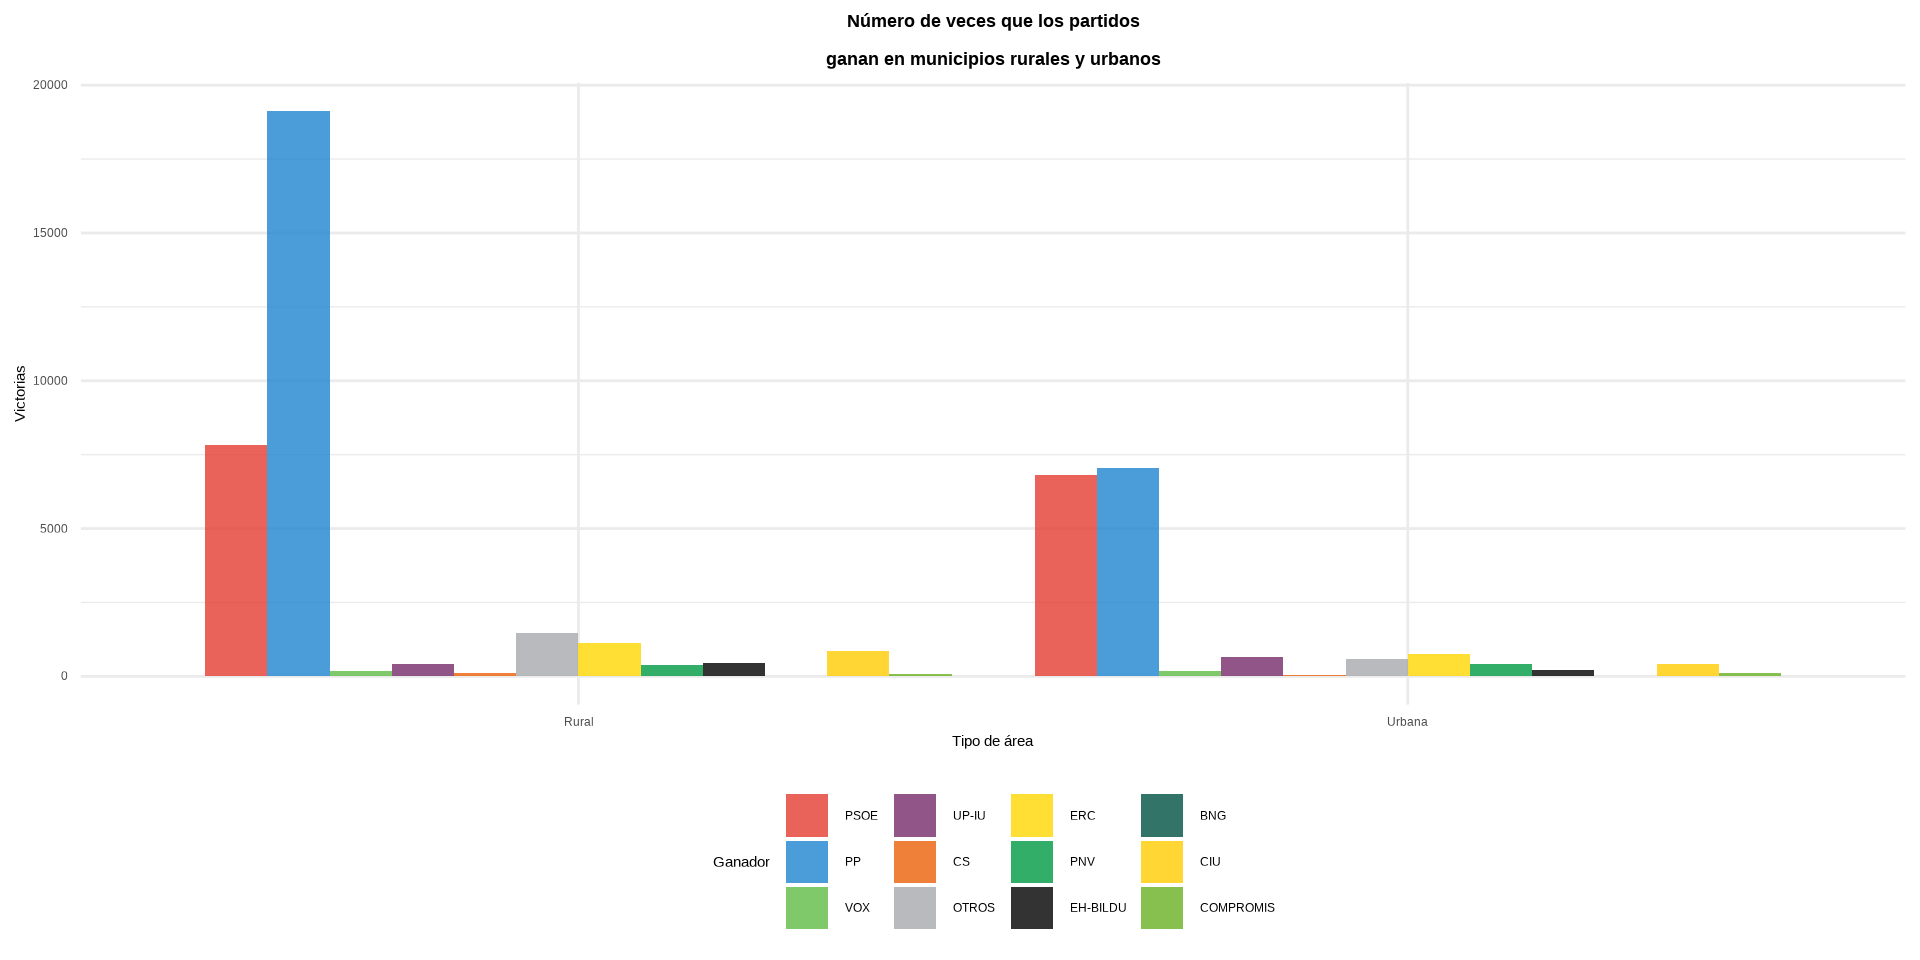 Número de veces que los partidos
ganan en municipios rurales y urbanos
20000
15000
10000
5000
0
Victorias
Rural
Urbana
Tipo de área
Ganador
PSOE
UP-IU
ERC
BNG
PP
CS
PNV
CIU
VOX
OTROS
EH-BILDU
COMPROMIS